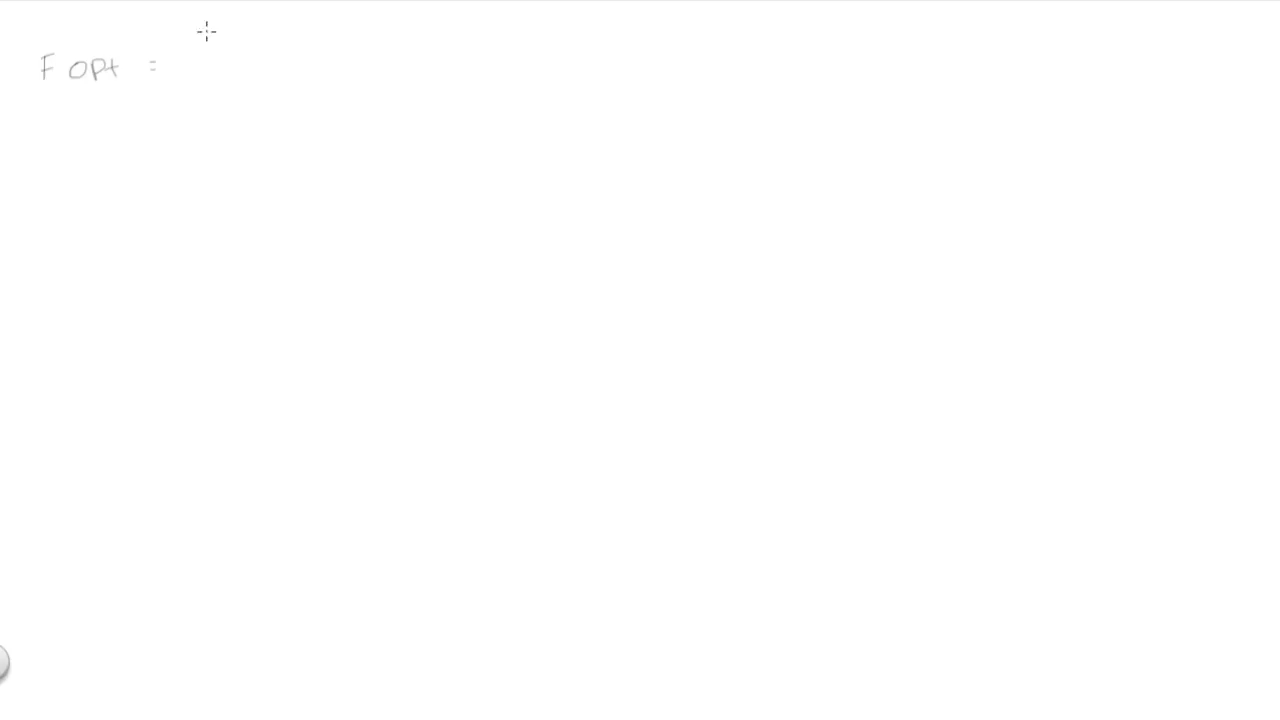 F opt =